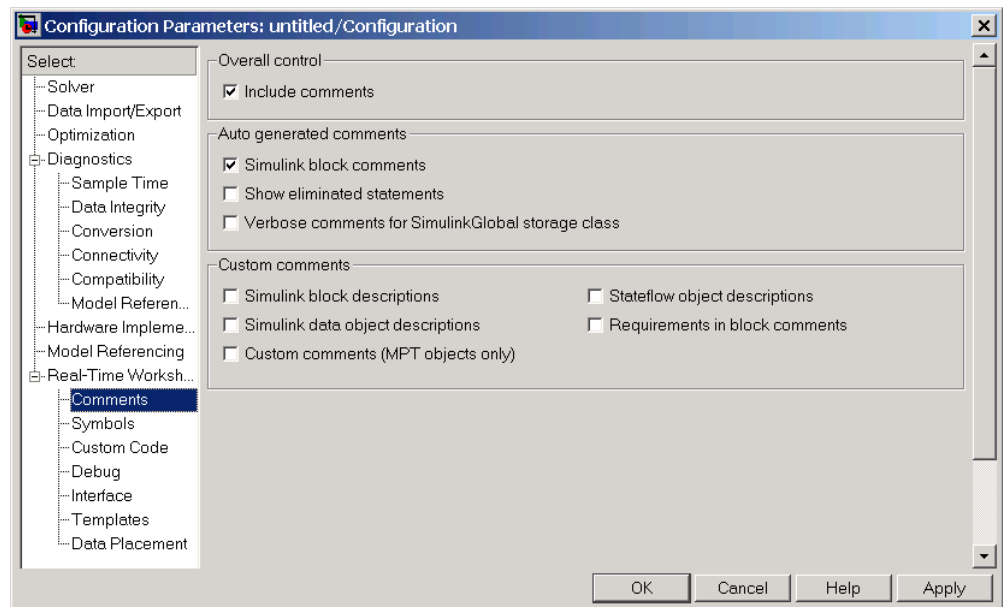 Configuration Parameters: untitled/Configuration
Select:
Solver
Data Import/Export
Optimization
Diagnostics
Sample Time
Data Integrity
Conversion
Connectivity
Compatibility
Model Referen...
Hardware Impleme...
Model Referencing
Real-Time Worksh...
Comments
Symbols
Custom Code
Debug
Interface
Templates
Data Placement
Overall control
Include comments
Auto generated comments
Simulink block comments
Show eliminated statements
Verbose comments for SimulinkGlobal storage class
Custom comments
Simulink block descriptions
Stateflow object descriptions
Simulink data object descriptions
Requirements in block comments
Custom comments (MPT objects only)
OK Cancel Help Apply